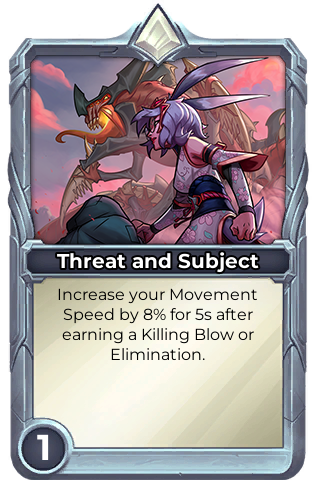 Threat and Subject
Increase your Movement
Speed by 8% for 5s after
earning a Killing Blow or
Elimination.
1